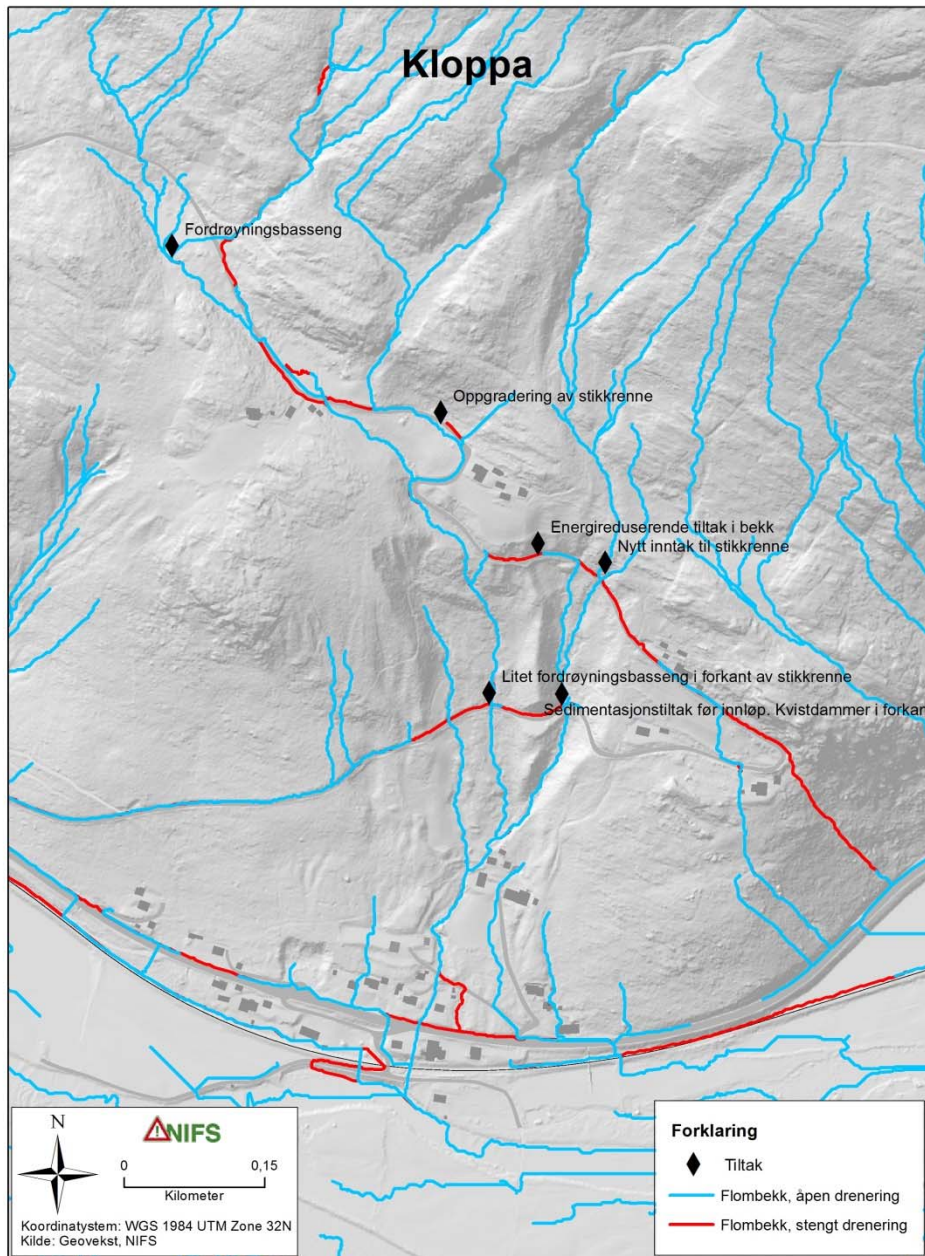 Kloppa
Fordrøyningsbasseng
Oppgradering av stikkrenne
Energireduserende tiltak i bekk
Nytt inntak til stikkrenne
Litet fordrøyningsbasseng i forkant av stikkrenne
Sedimentasjonstiltak før innløp. Kvistdammer i forkan
N
NIFS
0 0,15
Kilometer
Koordinatystem: WGS 1984 UTM Zone 32N
Kilde: Geovekst, NIFS
Forklaring
Tiltak
Flombekk, åpen drenering
Flombekk, stengt drenering